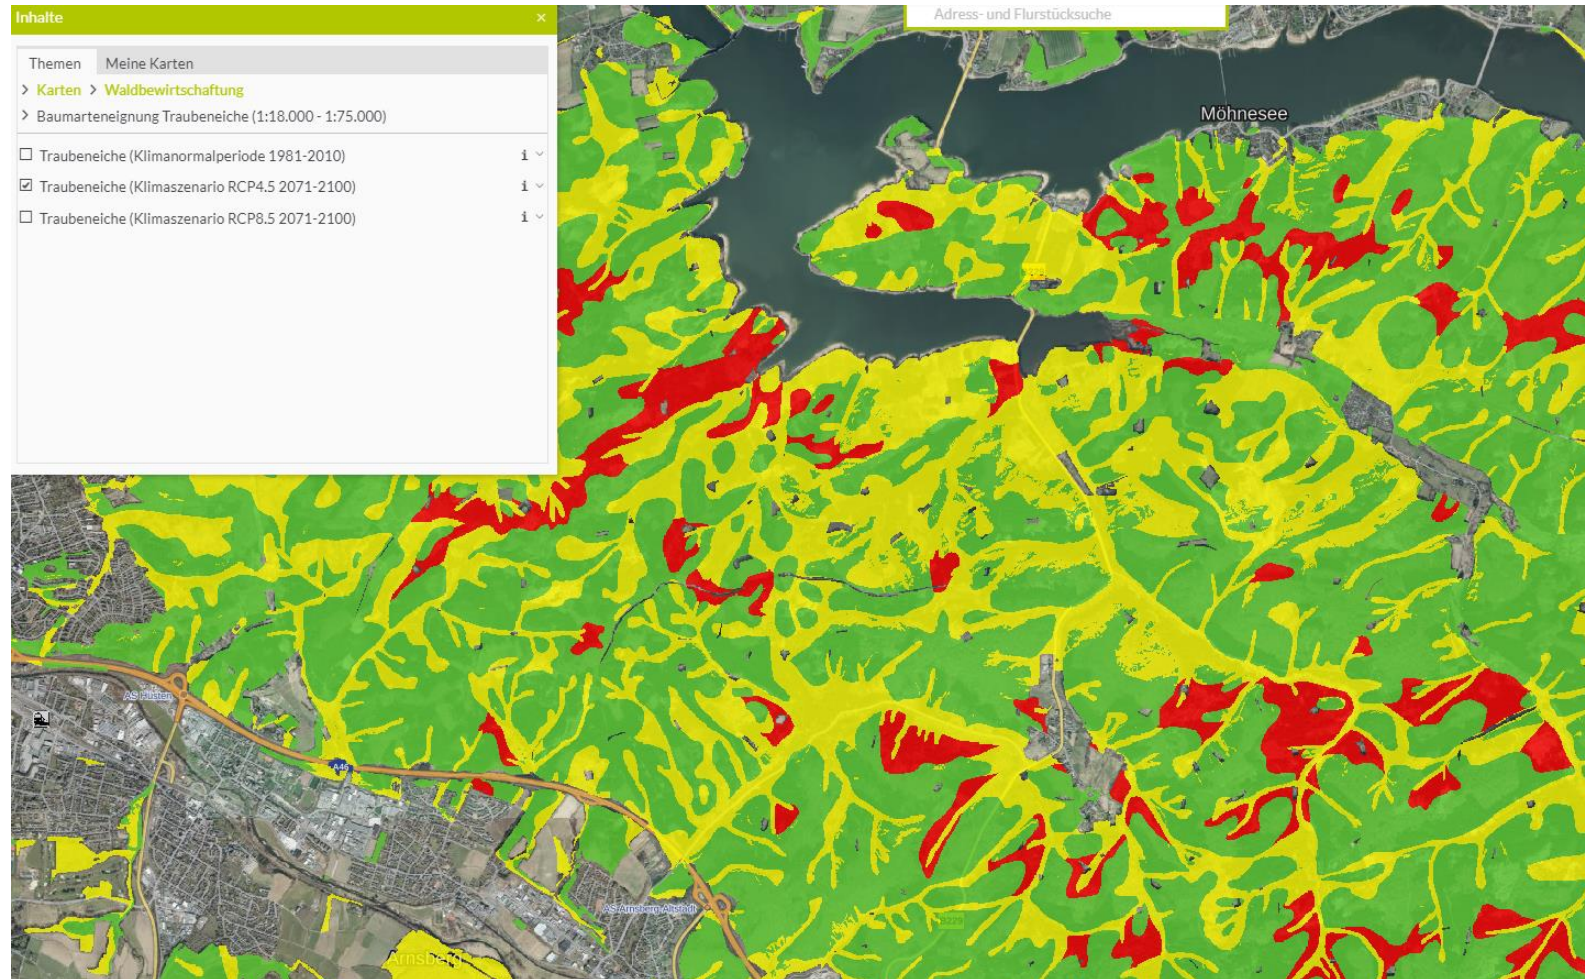 Inhalte ×
Adress- und Flurstücksuche
Themen Meine Karten
> Karten > Waldbewirtschaftung
> Baumarteneignung Traubeneiche (1:18.000 - 1:75.000)
Traubeneiche (Klimanormalperiode 1981-2010) i
Traubeneiche (Klimaszenario RCP4.5 2071-2100) i
Traubeneiche (Klimaszenario RCP8.5 2071-2100) i
Möhnesee
AS Hüsten
A46
AS Arnsberg-Altstadt
B229
Arnsberg